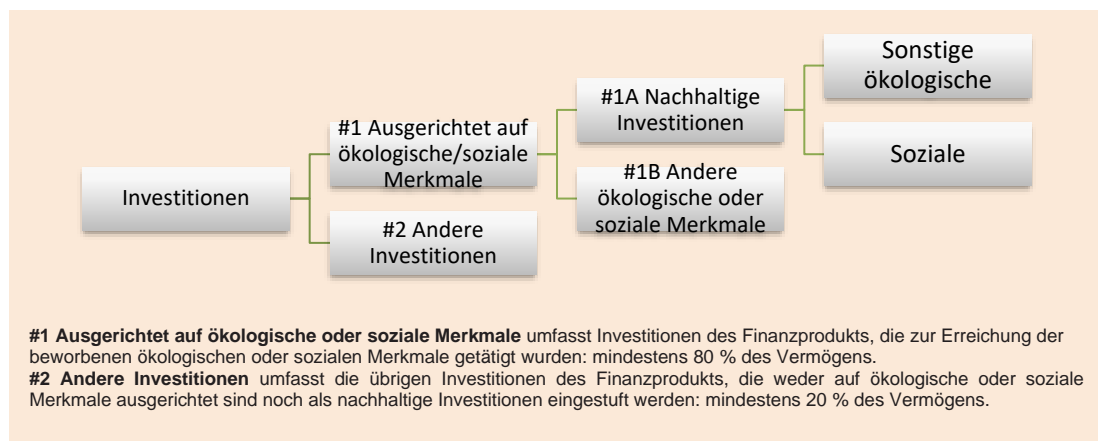 Investitionen
#1 Ausgerichtet auf
ökologische/soziale
Merkmale
#2 Andere
Investitionen
#1A Nachhaltige
Investitionen
#1B Andere
ökologische oder
soziale Merkmale
Sonstige
ökologische
Soziale
#1 Ausgerichtet auf ökologische oder soziale Merkmale umfasst Investitionen des Finanzprodukts, die zur Erreichung der
beworbenen ökologischen oder sozialen Merkmale getätigt wurden: mindestens 80 % des Vermögens.
#2 Andere Investitionen umfasst die übrigen Investitionen des Finanzprodukts, die weder auf ökologische oder soziale
Merkmale ausgerichtet sind noch als nachhaltige Investitionen eingestuft werden: mindestens 20 % des Vermögens.